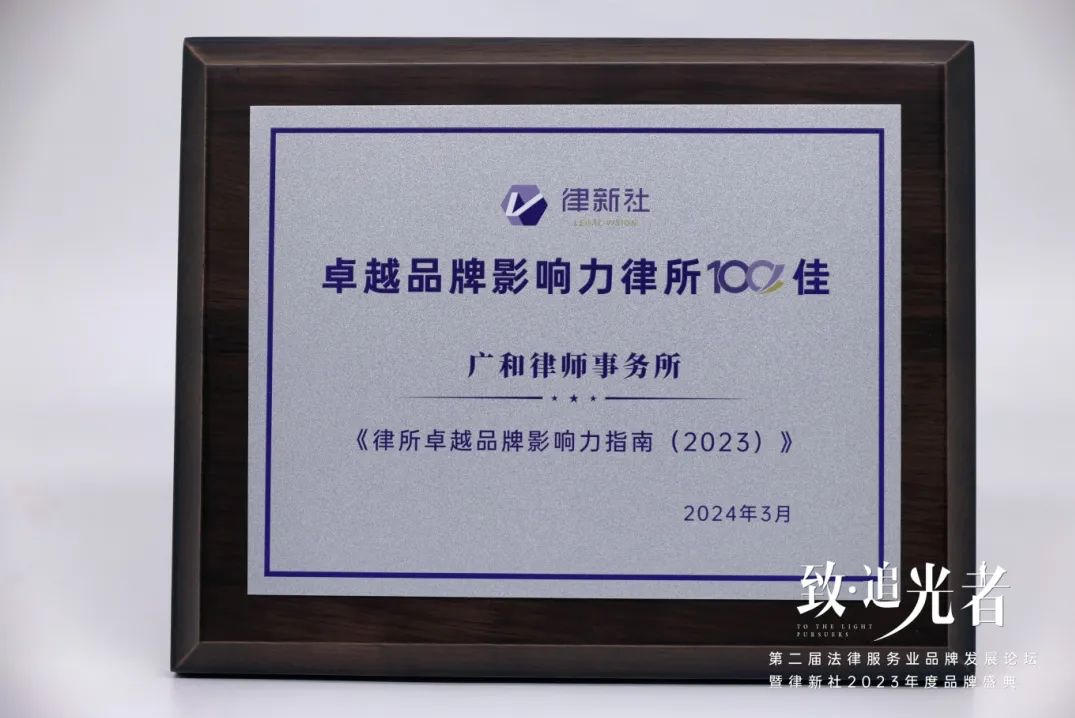 律新社
LEGAL VISION
卓越品牌影响力律所100佳
广和律师事务所
《律所卓越品牌影响力指南（2023）》
2024年3月
致·追光者
TO THE LIGHT
PURSUERS
第二届法律服务业品牌发展论坛
暨律新社2023年度品牌盛典